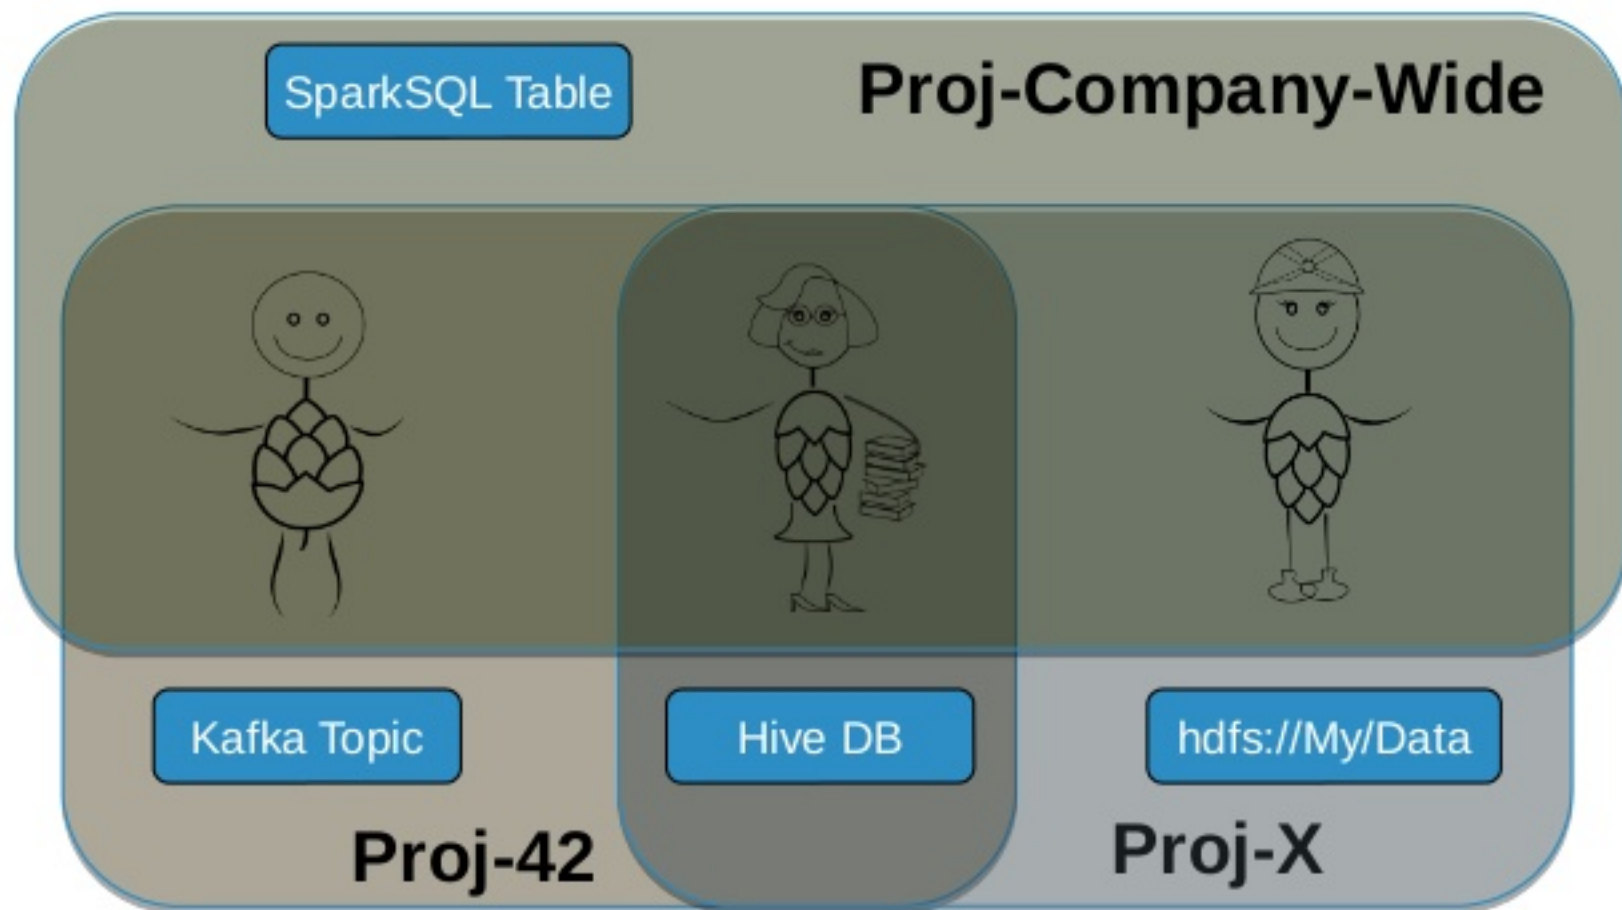 SparkSQL Table
Proj-Company-Wide
Kafka Topic
Hive DB
hdfs://My/Data
Proj-42
Proj-X